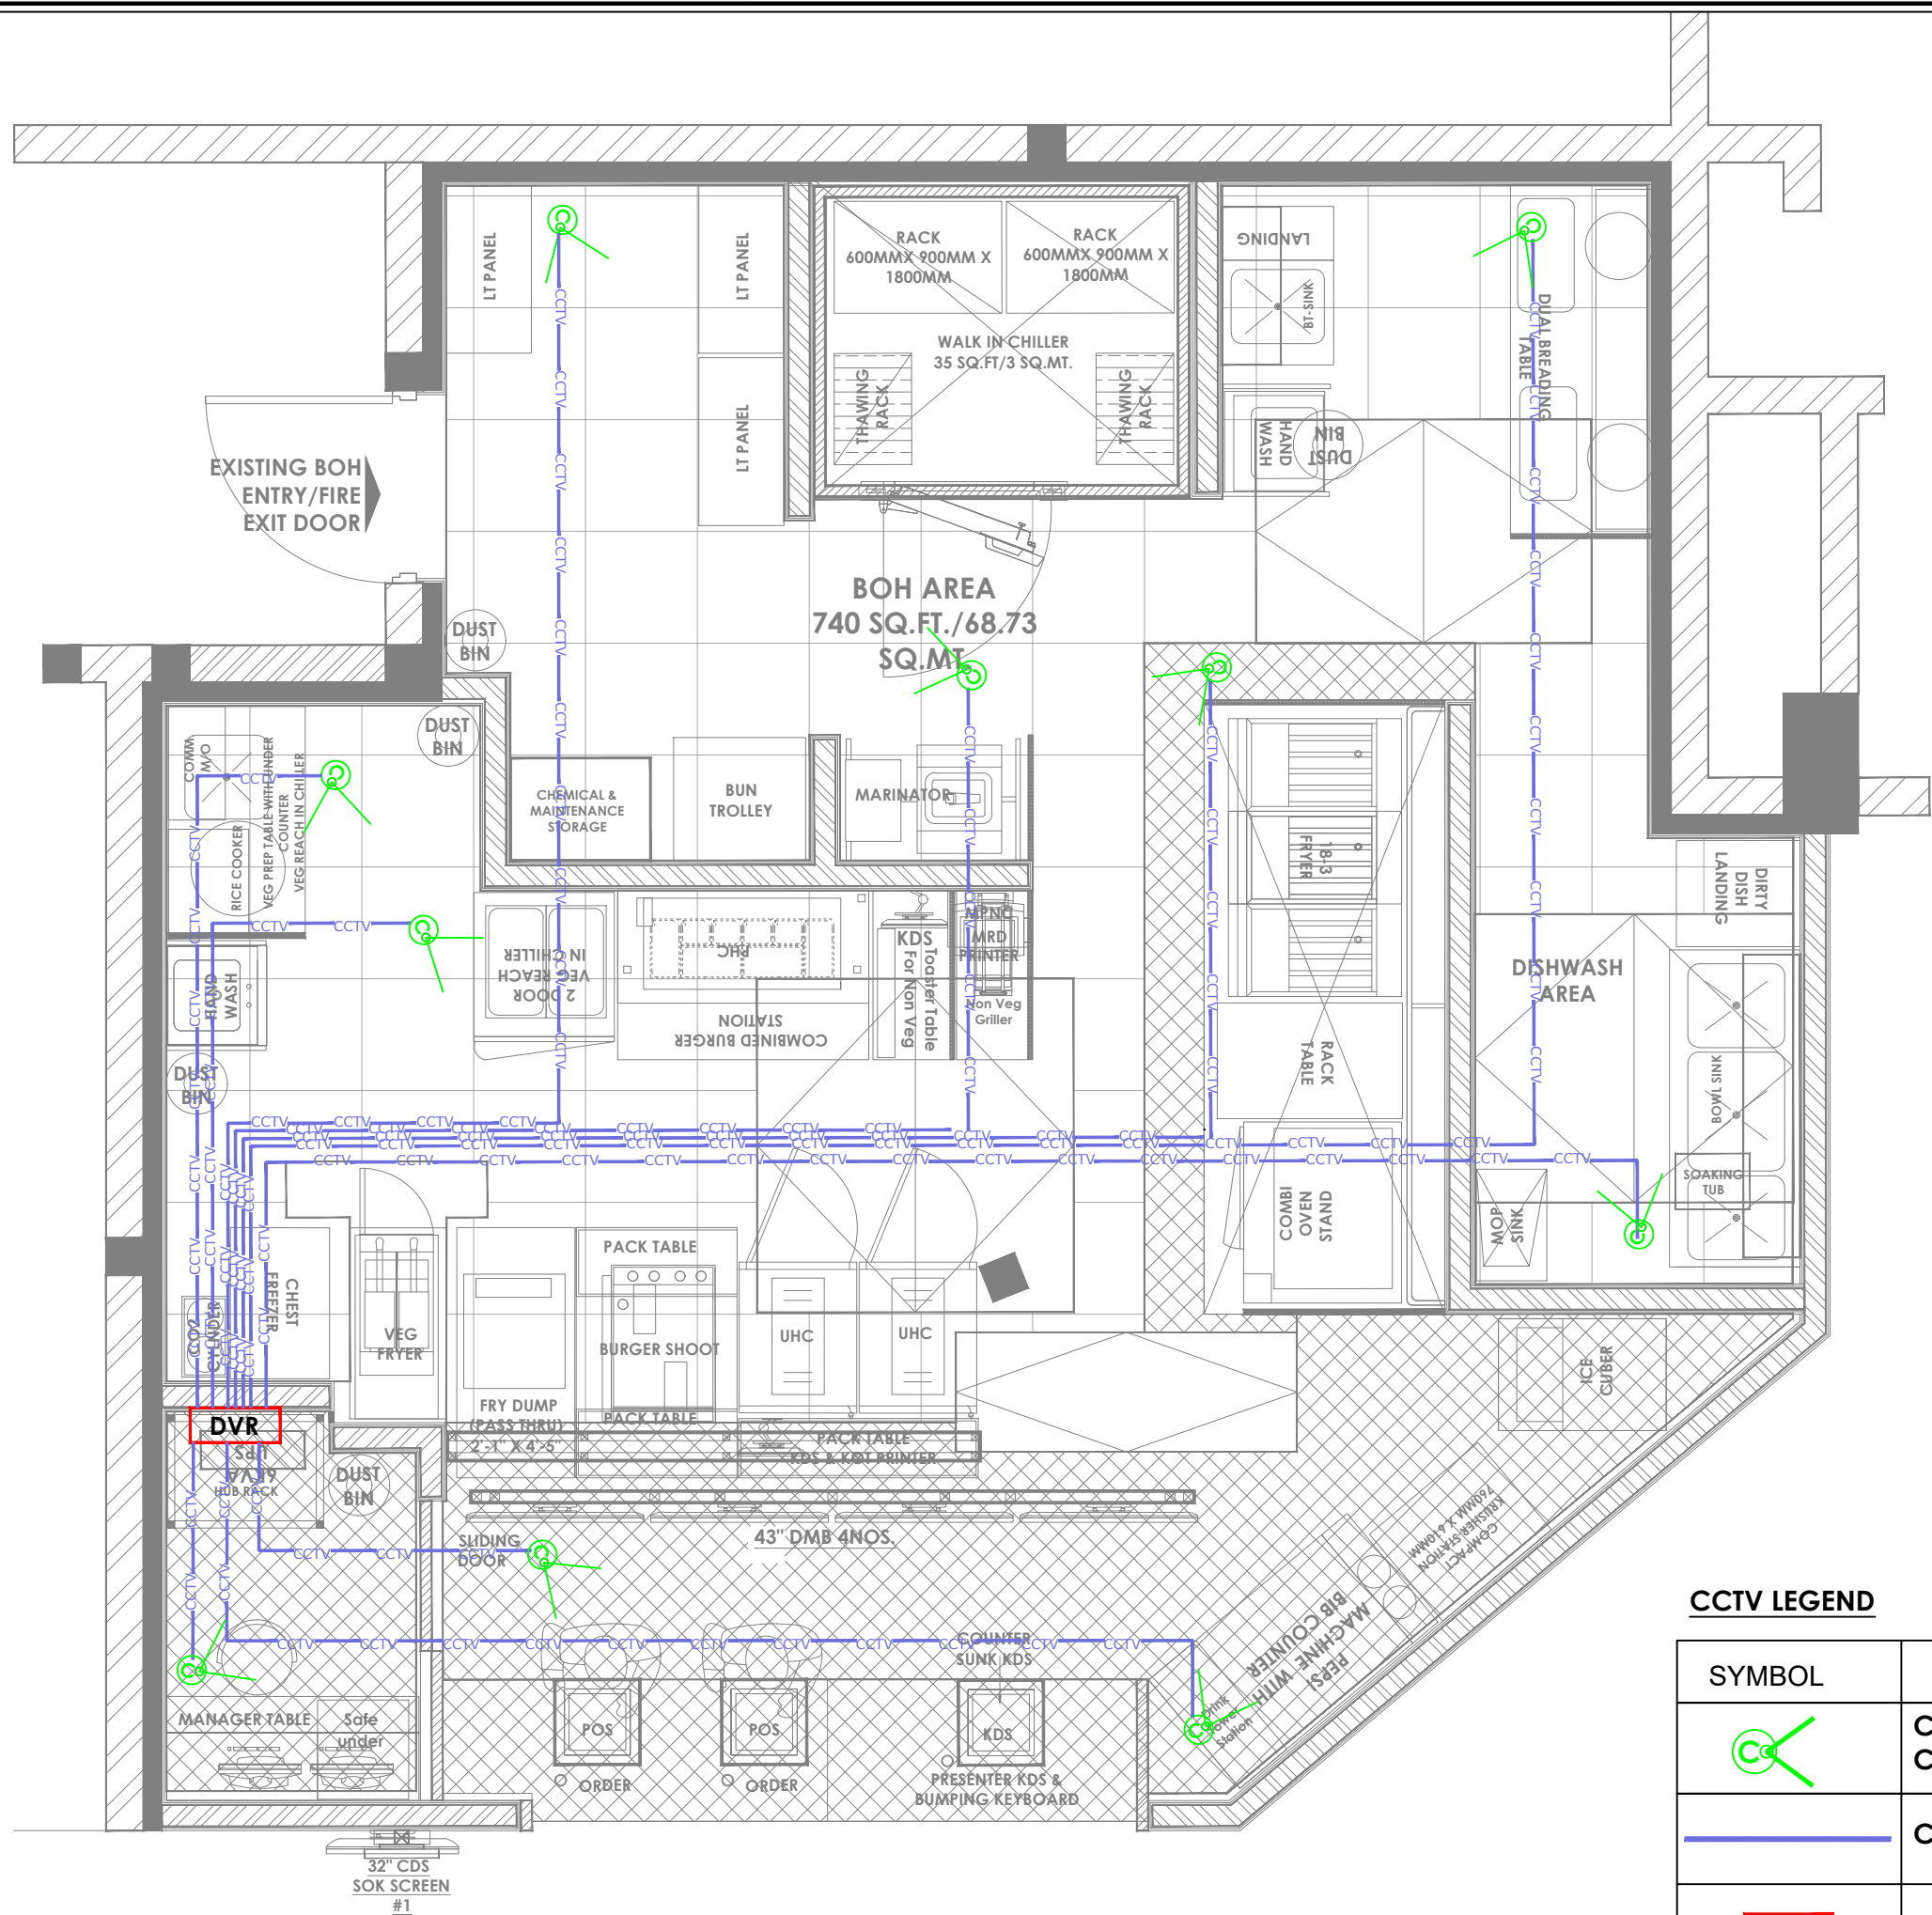 LT PANEL
LT PANEL
LT PANEL
RACK
600MMX 900MM X
1800MM
RACK
600MMX 900MM X
1800MM
WALK IN CHILLER
35 SQ.FT/3 SQ.MT.
THAWING
RACK
THAWING
RACK
LANDING
BT-SINK
HAND
WASH
DUST
BIN
DUAL BREADING
TABLE
EXISTING BOH
ENTRY/FIRE
EXIT DOOR
BOH AREA
740 SQ.FT./68.73
SQ.MT
DUST
BIN
DUST
BIN
COMM
M/O
RICE COOKER
VEG PREP TABLE WITH UNDER
COUNTER
VEG REACH IN CHILLER
CHEMICAL &
MAINTENANCE
STORAGE
BUN
TROLLEY
MARINATOR
18-3
FRYER
DIRTY
DISH
LANDING
HAND
WASH
DUST
BIN
2 DOOR
VEG REACH
IN CHILLER
PHC
COMBINED BURGER
STATION
KDS
Toaster Table
For Non Veg
MPNC
MRD
PRINTER
Non Veg
Griller
RACK
TABLE
DISHWASH
AREA
BOWL SINK
SOAKING
TUB
MOP
SINK
COMBI
OVEN
STAND
CHEST
FREEZER
CO2
CYLINDER
VEG
FRYER
PACK TABLE
BURGER SHOOT
PACK TABLE
UHC
UHC
FRY DUMP
(PASS THRU)
2'-1" X 4'-5"
PACK TABLE
KDS & KOT PRINTER
ICE
CUBER
DVR
UPS
6KVA
HUB RACK
DUST
BIN
SLIDING
DOOR
43" DMB 4NOS.
COMPACT
KRUSHER STATION
760MM X 610MM
PEPSI
MACHINE WITH
BIB COUNTER
Drink
Tower
Station
COUNTER
SUNK KDS
MANAGER TABLE
Safe
under
POS
POS
KDS
ORDER
ORDER
PRESENTER KDS &
BUMPING KEYBOARD
32" CDS
SOK SCREEN
#1
CCTV
CCTV LEGEND
SYMBOL
C
C
C